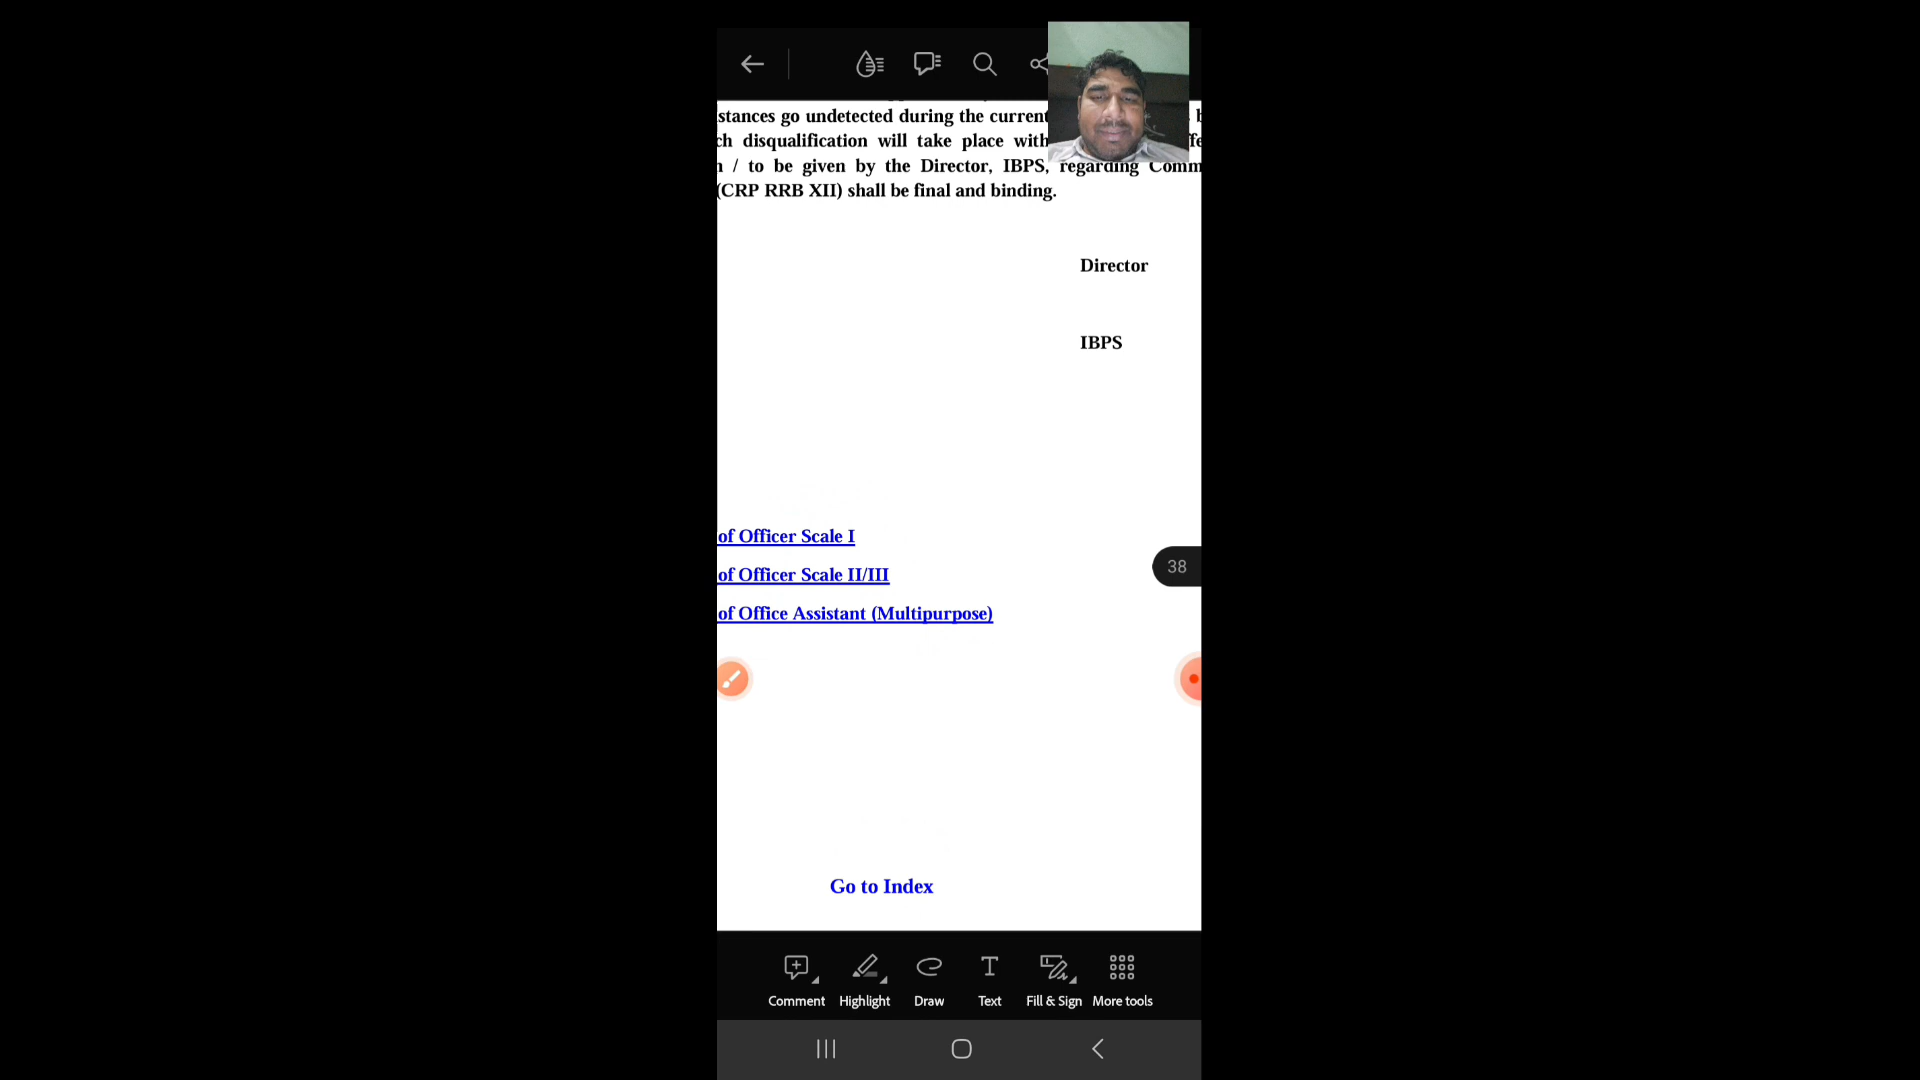 stances go undetected during the current
ch disqualification will take place with
/ to be given by the Director, IBPS, regarding Comm
(CRP RRB XII) shall be final and binding.
Director
IBPS
of Officer Scale I
of Officer Scale II/III
38
of Office Assistant (Multipurpose)
Go to Index
Comment Highlight Draw Text Fill & Sign More tools